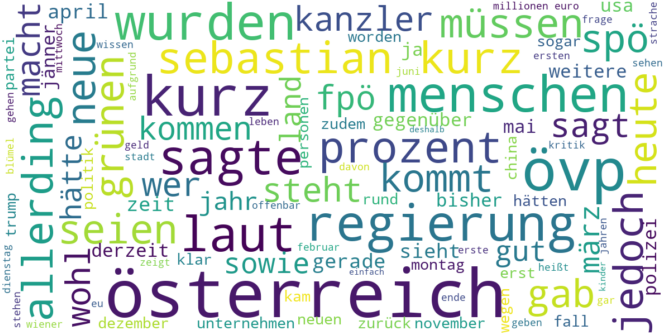 april
wurden
kanzler
millionen euro
frage
usa
strache
müssen
spö
partei
macht
jänner
mittwoch
wissen
aufgrund
neue
sebastian
kurz
worden
ja
sogar
ersten
weitere
sehen
gehen
kurz
juni
menschen
heute
allerdings
hätte
grünen
kommen
land
personen
fpö
gegenüber
zudem
deshalb
mai
sagt
politik
geld
stadt
leben
sagte
prozent
china
kritik
blümel
wer
steht
davon
kommt
övp
trump
zeit
jahr
offenbar
rund
bisher
hätten
jahren
seien
laut
regierung
märz
jedoch
polizei
wohl
derzeit
klar
sowie
februar
gerade
sieht
gut
dienstag
zeigt
montag
erste
erst
heißt
kinder
eu
österreich
einfach
wegen
gab
gar
stehen
wiener
dezember
unternehmen
kam
neuen
ende
zurück
november
geben
fall